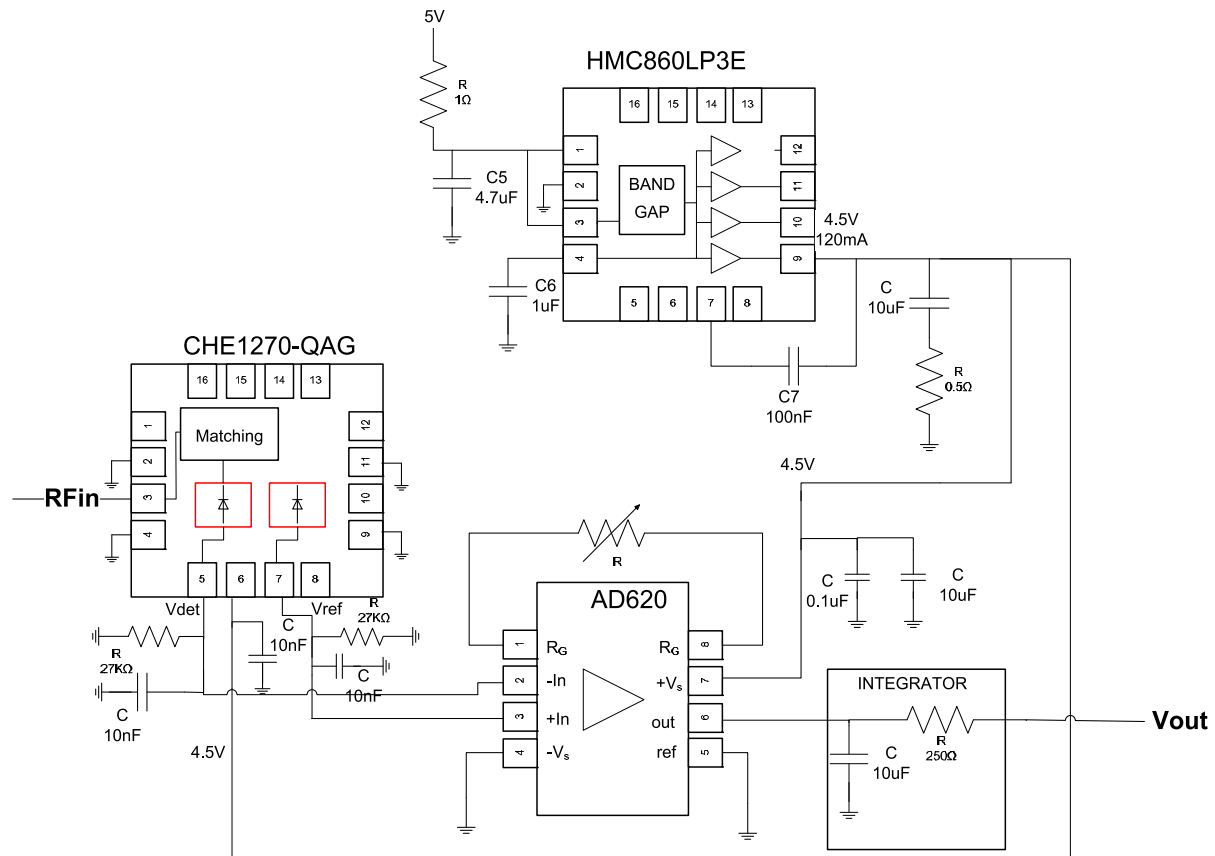 5V
R
1Ω
C5
4.7uF
HMC860LP3E
16 15 14 13
1
2
3
4
BAND
GAP
12
11
10
9
5 6 7 8
4.5V
120mA
C6
1uF
C7
100nF
C
10uF
R
0.5Ω
CHE1270-QAG
16 15 14 13
1
2
3
4
Matching
12
11
10
9
5 6 7 8
RFin
Vdet
Vref
R
27KΩ
R
27KΩ
C
10nF
C
10nF
C
10nF
4.5V
4.5V
R
C
0.1uF
C
10uF
AD620
1
2
3
4
RG
-In
+In
-Vs
RG
+Vs
out
ref
8
7
6
5
INTEGRATOR
C
10uF
R
250Ω
Vout